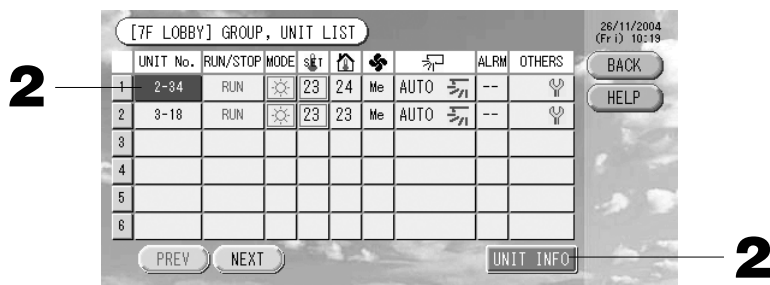 [7F LOBBY] GROUP, UNIT LIST
26/11/2004
(Fri) 10:19
UNIT No. RUN/STOP MODE SET ALRM OTHERS
BACK
2
1 2-34 RUN 23 24 Me AUTO --
HELP
2 3-18 RUN 23 23 Me AUTO --
3
4
5
6
PREV NEXT UNIT INFO
2